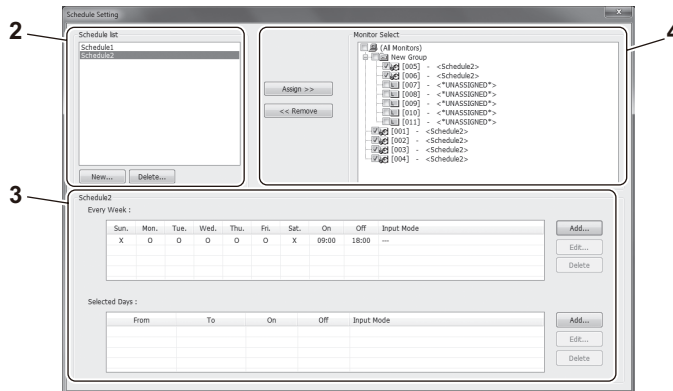 Schedule Setting
2
Schedule list
Schedule1
Schedule2
New...
Delete...
Assign >>
<< Remove
4
Monitor Select
(All Monitors)
New Group
[005] - <Schedule2>
[006] - <Schedule2>
[007] - <*UNASSIGNED*>
[008] - <*UNASSIGNED*>
[009] - <*UNASSIGNED*>
[010] - <*UNASSIGNED*>
[011] - <*UNASSIGNED*>
[001] - <Schedule2>
[002] - <Schedule2>
[003] - <Schedule2>
[004] - <Schedule2>
3
Schedule2
Every Week :
Sun. Mon. Tue. Wed. Thu. Fri. Sat. On Off Input Mode
X O O O O O X 09:00 18:00 ---
Add...
Edit...
Delete
Selected Days :
From To On Off Input Mode
Add...
Edit...
Delete